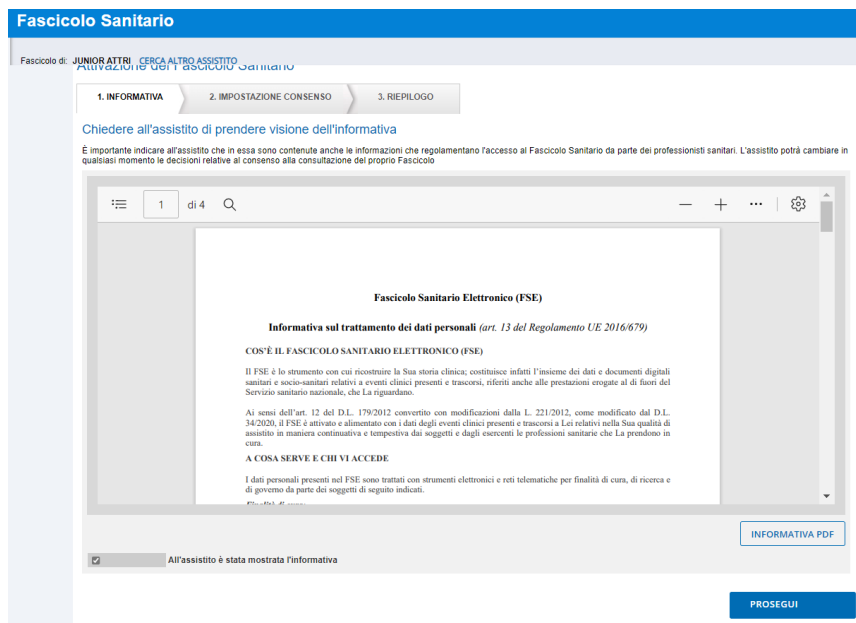 Fascicolo Sanitario
Fascicolo di: JUNIOR ATTRI CERCA ALTRO ASSISTITO
Attivazione del Fascicolo Sanitario
1. INFORMATIVA 2. IMPOSTAZIONE CONSENSO 3. RIEPILOGO
Chiedere all'assistito di prendere visione dell'informativa
È importante indicare all'assistito che in essa sono contenute anche le informazioni che regolamentano l'accesso al Fascicolo Sanitario da parte dei professionisti sanitari. L'assistito potrà cambiare in
qualsiasi momento le decisioni relative al consenso alla consultazione del proprio Fascicolo
1 di 4
Fascicolo Sanitario Elettronico (FSE)
Informativa sul trattamento dei dati personali (art. 13 del Regolamento UE 2016/679)
COS'È IL FASCICOLO SANITARIO ELETTRONICO (FSE)
Il FSE è lo strumento con cui ricostruire la Sua storia clinica; costituisce infatti l'insieme dei dati e documenti digitali
sanitari e socio-sanitari relativi a eventi clinici presenti e trascorsi, riferiti anche alle prestazioni erogate al di fuori del
Servizio sanitario nazionale, che La riguardano.
Ai sensi dell'art. 12 del D.L. 179/2012 convertito con modificazioni dalla L. 221/2012, come modificato dal D.L.
34/2020, il FSE è attivato e alimentato con i dati degli eventi clinici presenti e trascorsi a Lei relativi nella Sua qualità di
assistito in maniera continuativa e tempestiva dai soggetti e dagli esercenti le professioni sanitarie che La prendono in
cura.
A COSA SERVE E CHI VI ACCEDE
I dati personali presenti nel FSE sono trattati con strumenti elettronici e reti telematiche per finalità di cura, di ricerca e
di governo da parte dei soggetti di seguito indicati.
Finalità di cura:
INFORMATIVA PDF
All'assistito è stata mostrata l'informativa
PROSEGUI